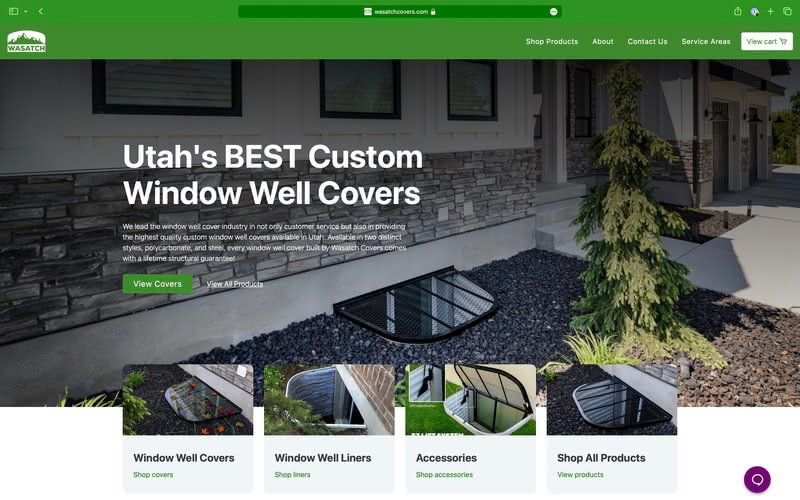 wasatchcovers.com
WASATCH
Shop Products
About
Contact Us
Service Areas
View cart
Utah's BEST Custom
Window Well Covers
We lead the window well cover industry in not only customer service but also in providing
the highest quality custom window well covers available in Utah. Available in two distinct
styles, polycarbonate, and steel, every window well cover built by Wasatch Covers comes
with a lifetime structural guarantee!
View Covers
View All Products
EZ LIFT SYSTEM
Window Well Covers
Shop covers
Window Well Liners
Shop liners
Accessories
Shop accessories
Shop All Products
View products